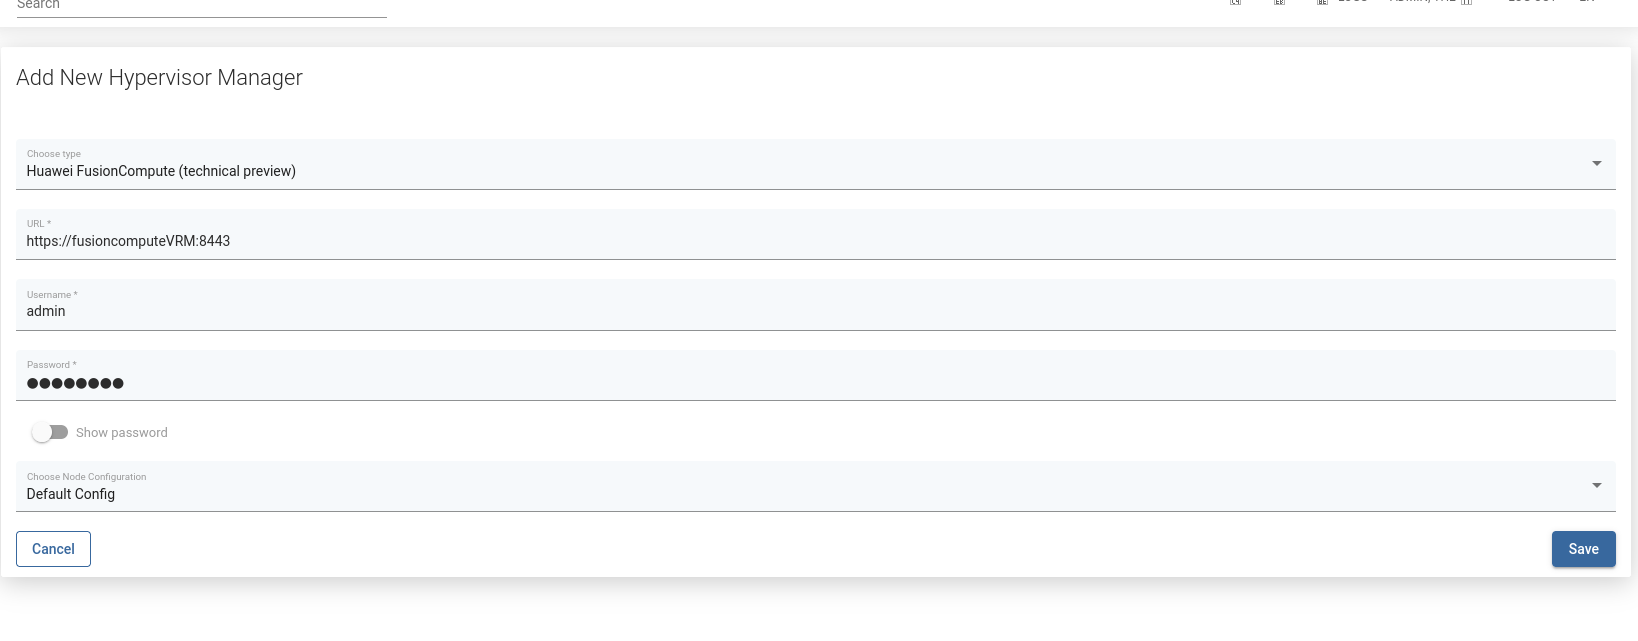 Search
Add New Hypervisor Manager
Choose type
Huawei FusionCompute (technical preview)
URL *
https://fusioncomputeVRM:8443
Username *
admin
Password *
Show password
Choose Node Configuration
Default Config
Cancel
Save